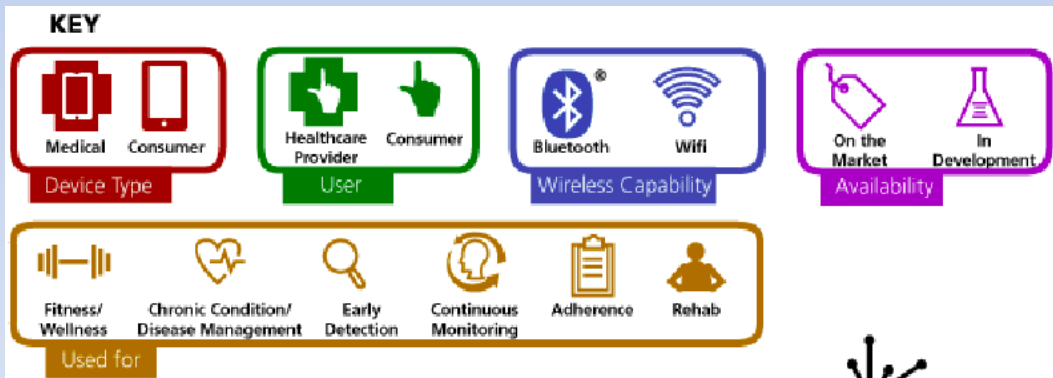 KEY
Medical
Consumer
Device Type
Healthcare
Provider
Consumer
User
®
Bluetooth
Wifi
Wireless Capability
On the
Market
In
Development
Availability
Fitness/
Wellness
Chronic Condition/
Disease Management
Early
Detection
Continuous
Monitoring
Adherence
Rehab
Used for